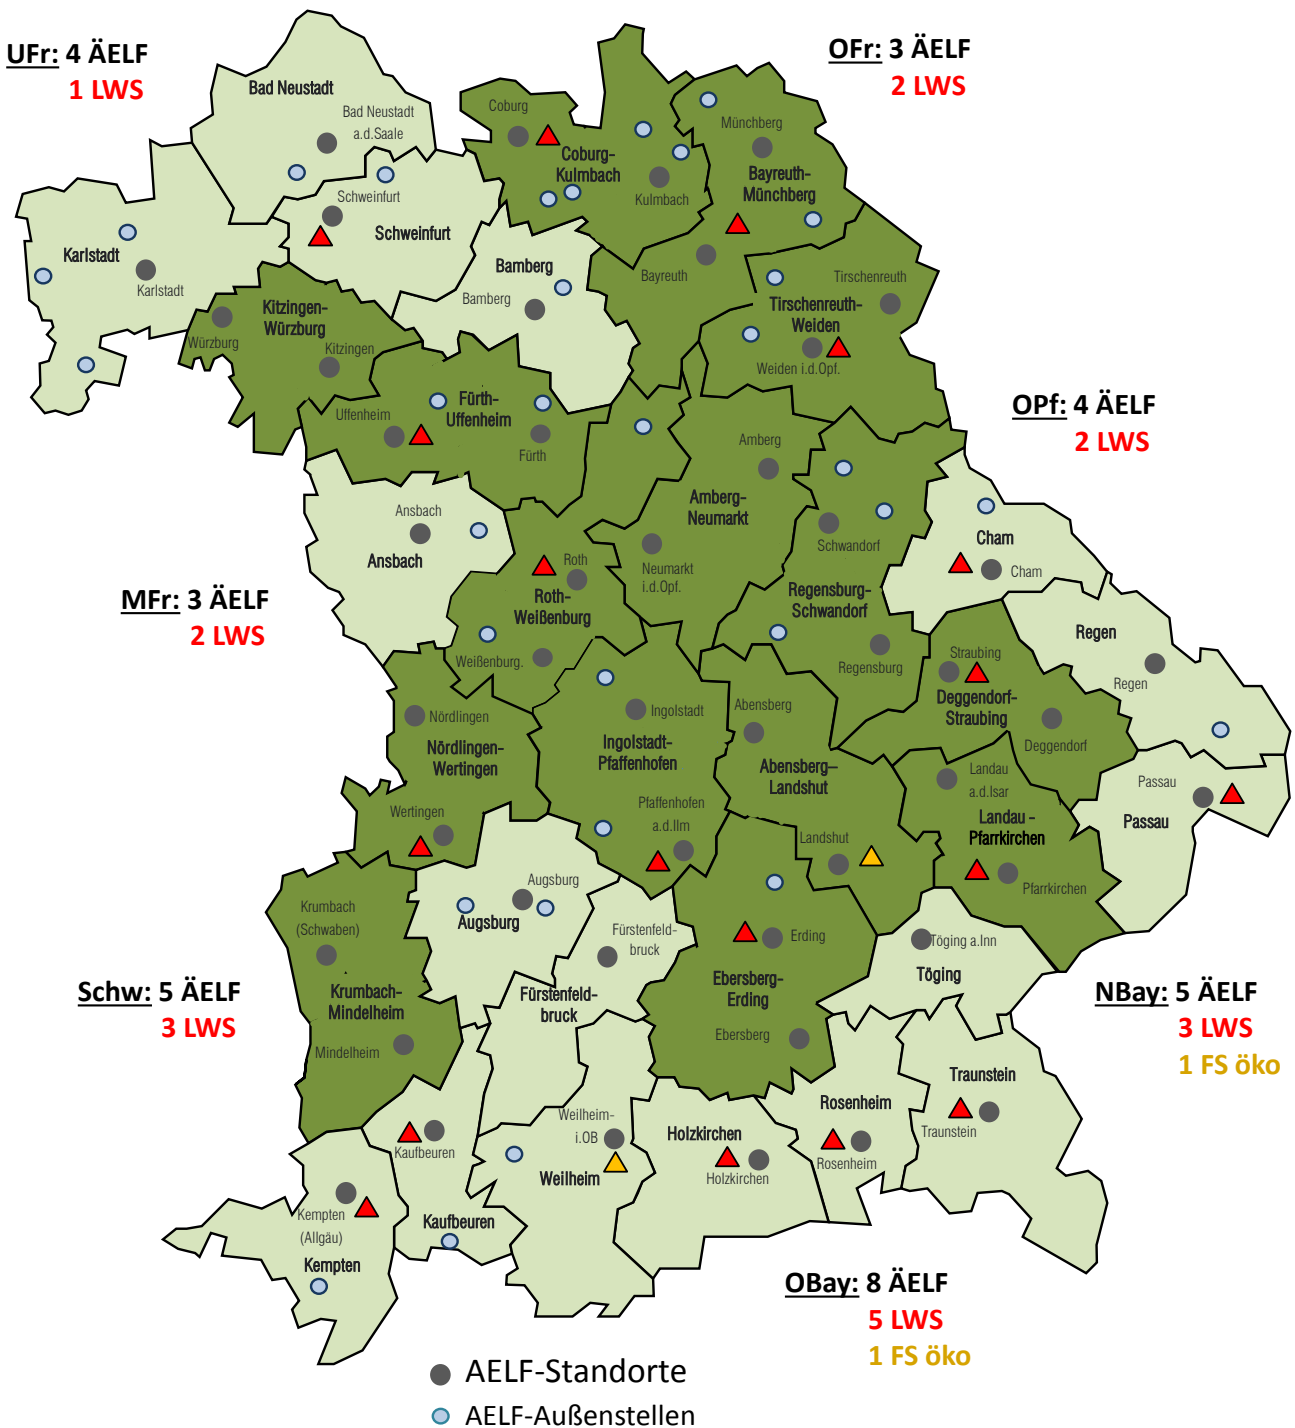 UFr: 4 ÄELF
1 LWS
OFr: 3 ÄELF
2 LWS
Bad Neustadt
Bad Neustadt
a.d.Saale
Coburg
Coburg-
Kulmbach
Kulmbach
Münchberg
Bayreuth-
Münchberg
Bayreuth
Schweinfurt
Schweinfurt
Karlstadt
Karlstadt
Bamberg
Bamberg
Tirschenreuth
Tirschenreuth-
Weiden
Weiden i.d.Opf.
Kitzingen-
Würzburg
Würzburg
Kitzingen
Uffenheim
Fürth-
Uffenheim
Fürth
OPf: 4 ÄELF
2 LWS
Amberg
Amberg-
Neumarkt
Neumarkt
i.d.Opf.
Schwandorf
Regensburg-
Schwandorf
Regensburg
Cham
Cham
Ansbach
Ansbach
Roth
Roth-
Weißenburg
Weißenburg.
MFr: 3 ÄELF
2 LWS
Regen
Regen
Straubing
Deggendorf-
Straubing
Deggendorf
Nördlingen
Nördlingen-
Wertingen
Wertingen
Ingolstadt
Ingolstadt-
Pfaffenhofen
Pfaffenhofen
a.d.Ilm
Abensberg
Abensberg–
Landshut
Landshut
Landau
a.d.Isar
Landau -
Pfarrkirchen
Pfarrkirchen
Passau
Passau
Krumbach
(Schwaben)
Krumbach-
Mindelheim
Mindelheim
Augsburg
Augsburg
Fürstenfeld-
bruck
Fürstenfeld-
bruck
Erding
Ebersberg-
Erding
Ebersberg
Töging a.Inn
Töging
Schw: 5 ÄELF
3 LWS
NBay: 5 ÄELF
3 LWS
1 FS öko
Kaufbeuren
Kaufbeuren
Weilheim-
i.OB
Weilheim
Holzkirchen
Holzkirchen
Rosenheim
Rosenheim
Traunstein
Traunstein
Kempten
(Allgäu)
Kempten
OBay: 8 ÄELF
5 LWS
1 FS öko
AELF-Standorte
AELF-Außenstellen